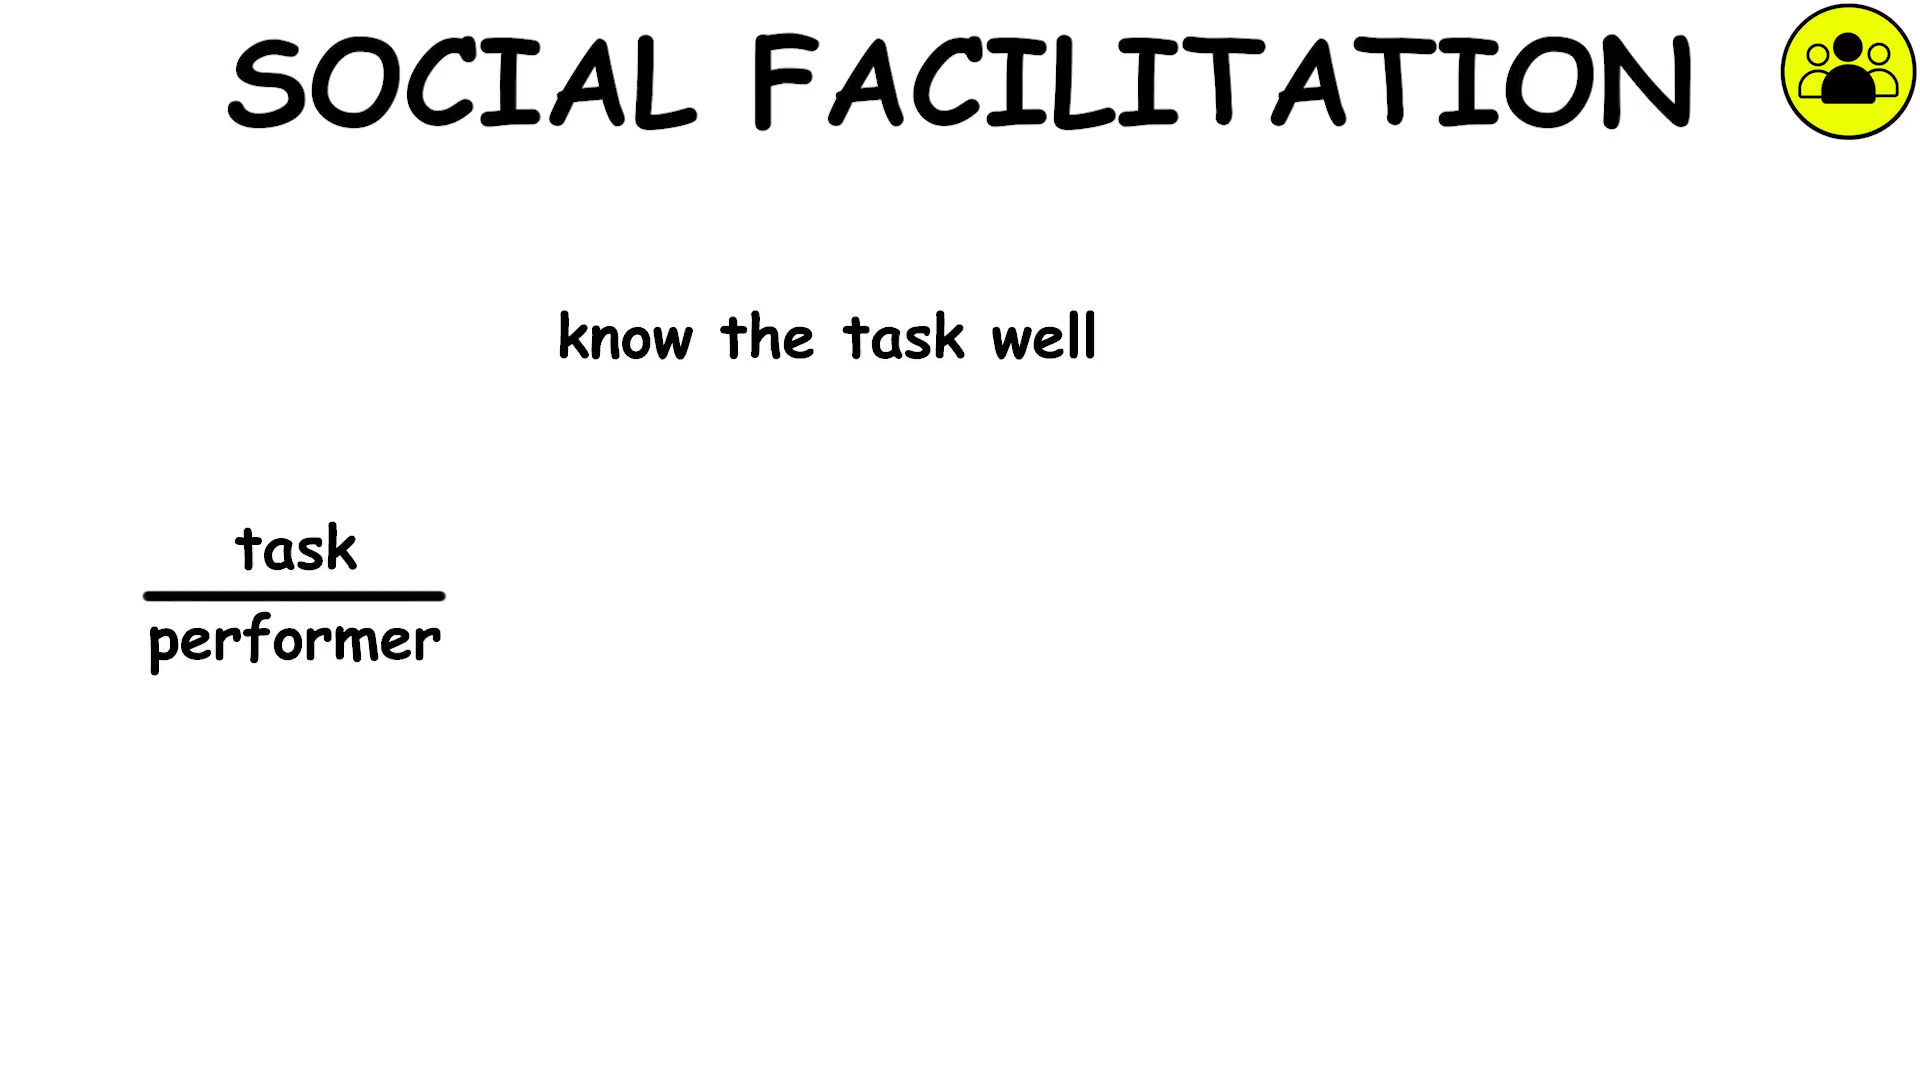 SOCIAL FACILITATION
know the task well
task
performer